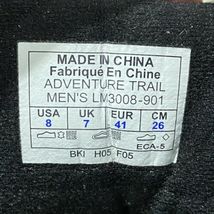 MADE IN CHINA
Fabriqué En Chine
ADVENTURE TRAIL
MEN'S LM3008-901
USA UK EUR CM
8 7 41 26
ECA-5
BKI H05 F05